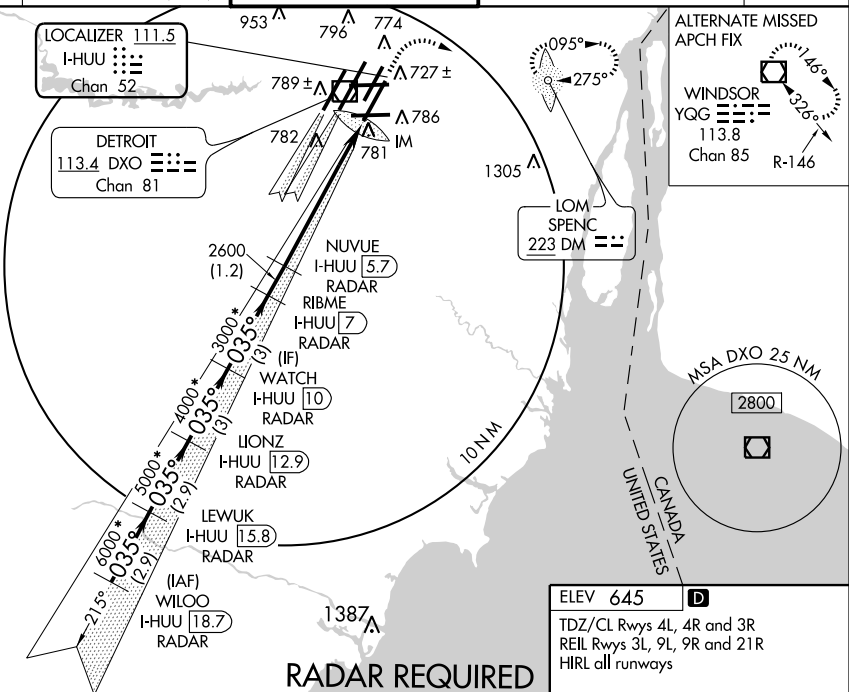 LOCALIZER 111.5
I-HUU
Chan 52
953
796
774
789 ±
727 ±
786
782
781
IM
DETROIT
113.4 DXO
Chan 81
095°
275°
1305
LOM
SPENC
223 DM
ALTERNATE MISSED
APCH FIX
WINDSOR
YQG
113.8
Chan 85
146°
326°
R-146
2600
(1.2)
NUVUE
I-HUU 5.7
RADAR
RIBME
I-HUU 7
RADAR
3000*
035°
(3)
(IF)
WATCH
I-HUU 10
RADAR
4000*
035°
(3)
LIONZ
I-HUU 12.9
RADAR
5000*
035°
(2.9)
LEWUK
I-HUU 15.8
RADAR
6000*
035°
(2.9)
(IAF)
WILOO
I-HUU 18.7
RADAR
215°
10 NM
MSA DXO 25 NM
2800
CANADA
UNITED STATES
1387
RADAR REQUIRED
ELEV 645 D
TDZ/CL Rwys 4L, 4R and 3R
REIL Rwys 3L, 9L, 9R and 21R
HIRL all runways